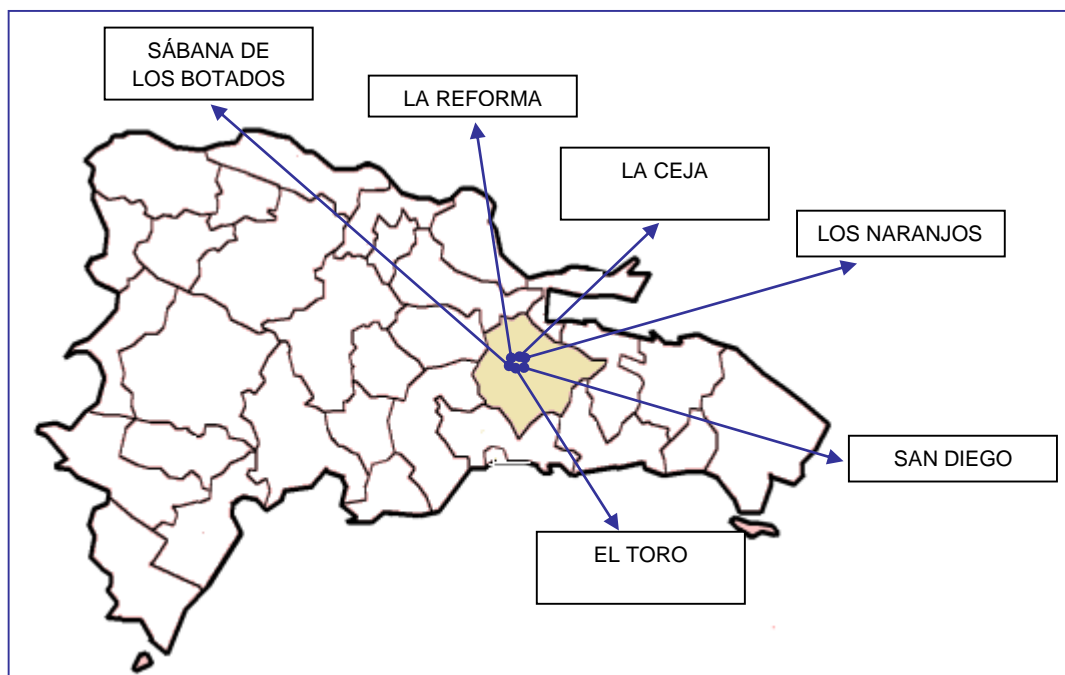 SÁBANA DE
LOS BOTADOS
LA REFORMA
LA CEJA
LOS NARANJOS
SAN DIEGO
EL TORO